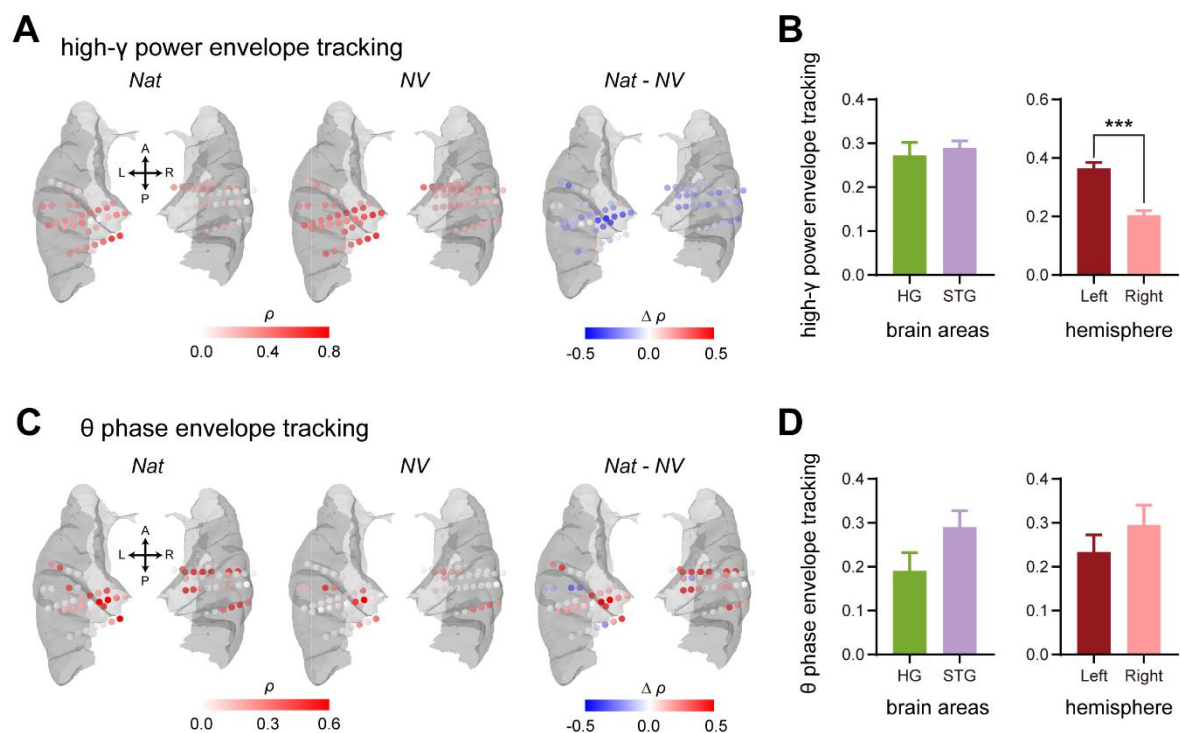 A
high-γ power envelope tracking
Nat
NV
Nat - NV
A
L
R
P
ρ
0.0
0.4
0.8
Δ ρ
-0.5
0.0
0.5
B
high-γ power envelope tracking
0.4
0.3
0.2
0.1
0.0
HG
STG
brain areas
0.6
0.4
0.2
0.0
***
Left
Right
hemisphere
C
θ phase envelope tracking
Nat
NV
Nat - NV
A
L
R
P
ρ
0.0
0.3
0.6
Δ ρ
-0.5
0.0
0.5
D
θ phase envelope tracking
0.4
0.3
0.2
0.1
0.0
HG
STG
brain areas
0.4
0.3
0.2
0.1
0.0
Left
Right
hemisphere